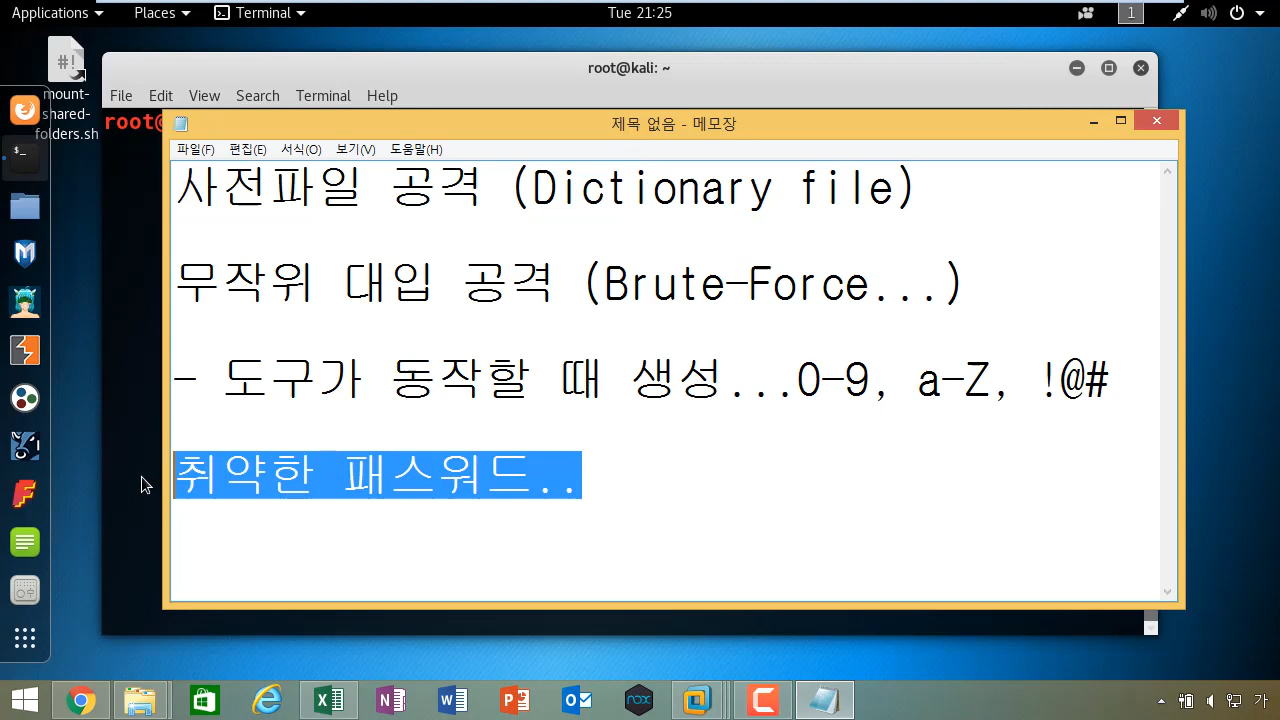 Applications Places Terminal Tue 21:25 1
#!
mount-
shared-
folders.sh
root@kali: ~
File Edit View Search Terminal Help
root@
제목 없음 - 메모장
파일(F) 편집(E) 서식(O) 보기(V) 도움말(H)
사전파일 공격 (Dictionary file)
무작위 대입 공격 (Brute-Force...)
- 도구가 동작할 때 생성...0-9, a-Z, !@#
취약한 패스워드..
가